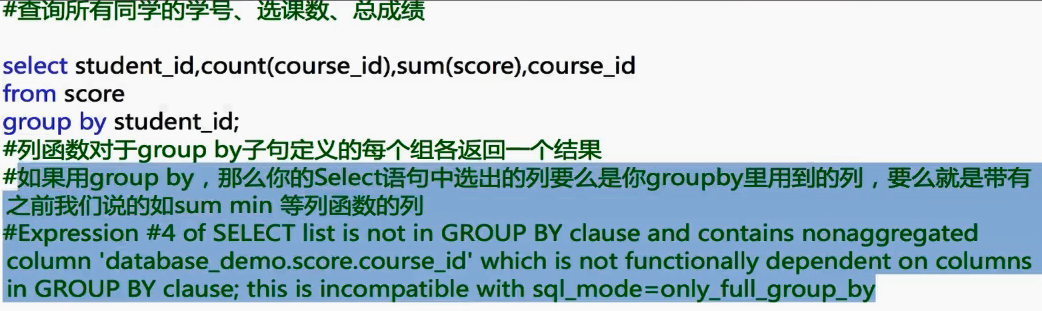 #查询所有同学的学号、选课数、总成绩
select student_id,count(course_id),sum(score),course_id
from score
group by student_id;
#列函数对于group by子句定义的每个组各返回一个结果
#如果用group by，那么你的Select语句中选出的列要么是你groupby里用到的列，要么就是带有
之前我们说的如sum min 等列函数的列
#Expression #4 of SELECT list is not in GROUP BY clause and contains nonaggregated
column 'database_demo.score.course_id' which is not functionally dependent on columns
in GROUP BY clause; this is incompatible with sql_mode=only_full_group_by